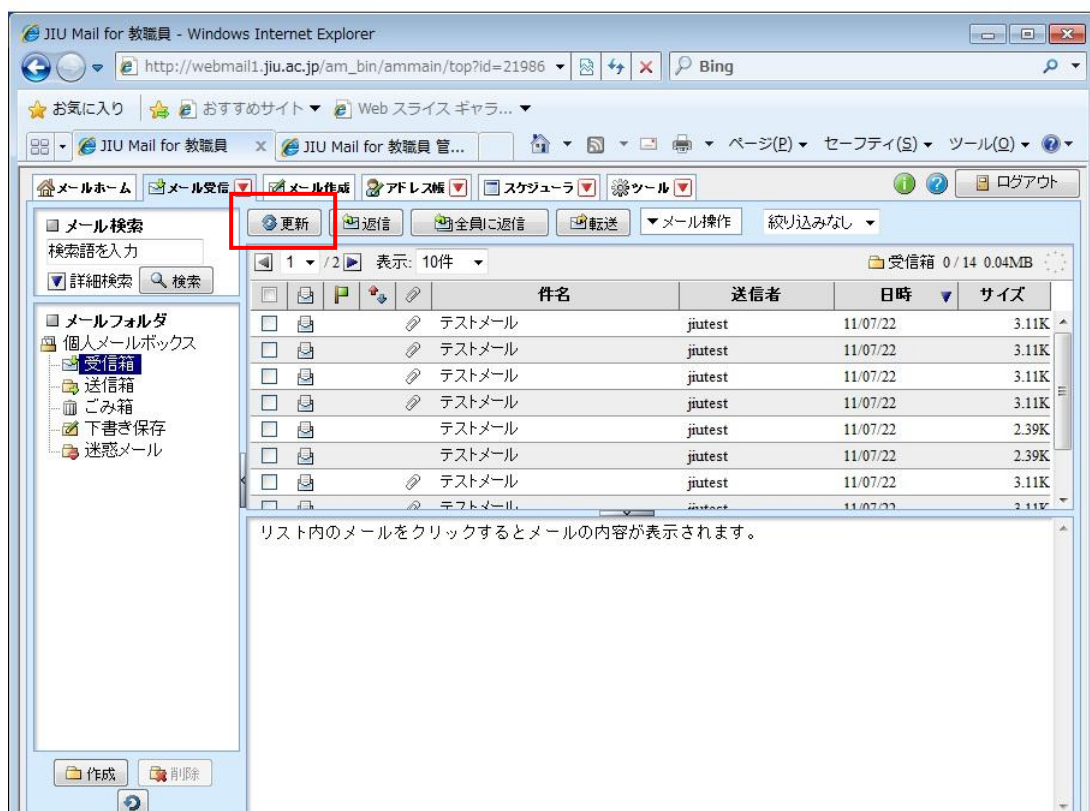 JIU Mail for 教職員 - Windows Internet Explorer
http://webmail1.jiu.ac.jp/am_bin/ammain/top?id=21986 Bing
お気に入り おすすめサイト ▼ Web スライス ギャラ... ▼
JIU Mail for 教職員 x JIU Mail for 教職員 管... ページ(P) ▼ セーフティ(S) ▼ ツール(O) ▼
メールホーム メール受信 メール作成 アドレス帳 スケジューラ ツール ログアウト
■ メール検索
検索語を入力
詳細検索 検索
■ メールフォルダ
個人メールボックス
受信箱
送信箱
ごみ箱
下書き保存
迷惑メール
作成 削除
更新 返信 全員に返信 転送 ▼メール操作 絞り込みなし ▼
1 ▼ /2 表示: 10件 ▼ 受信箱 0/14 0.04MB
件名 送信者 日時 ▼ サイズ
テストメール jiutest 11/07/22 3.11K
テストメール jiutest 11/07/22 3.11K
テストメール jiutest 11/07/22 3.11K
テストメール jiutest 11/07/22 3.11K
テストメール jiutest 11/07/22 2.39K
テストメール jiutest 11/07/22 2.39K
テストメール jiutest 11/07/22 3.11K
テストメール jiutest 11/07/22 3.11K
リスト内のメールをクリックするとメールの内容が表示されます。